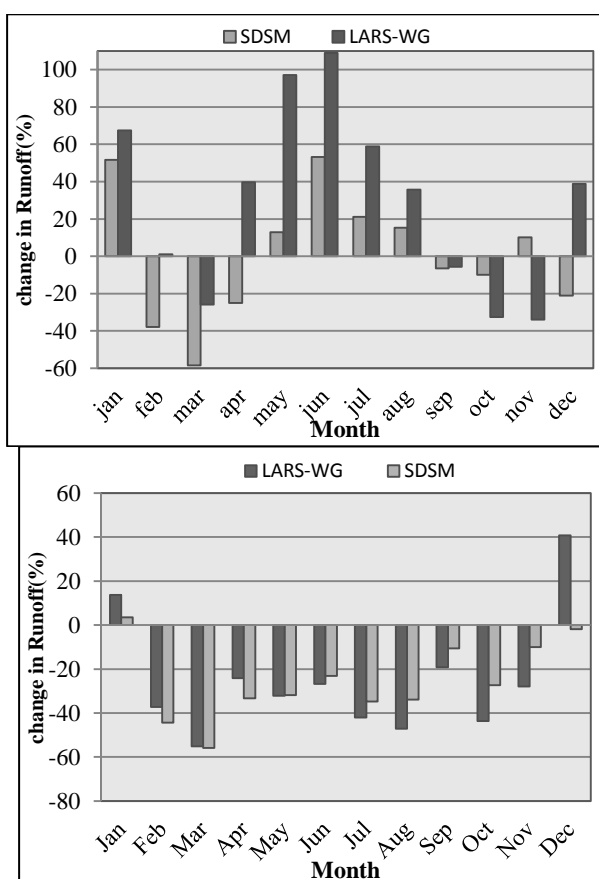 SDSM LARS-WG
change in Runoff(%)
100
80
60
40
20
0
-20
-40
-60
jan feb mar apr may jun jul aug sep oct nov dec
Month
LARS-WG SDSM
change in Runoff(%)
60
40
20
0
-20
-40
-60
-80
Jan Feb Mar Apr May Jun Jul Aug Sep Oct Nov Dec
Month